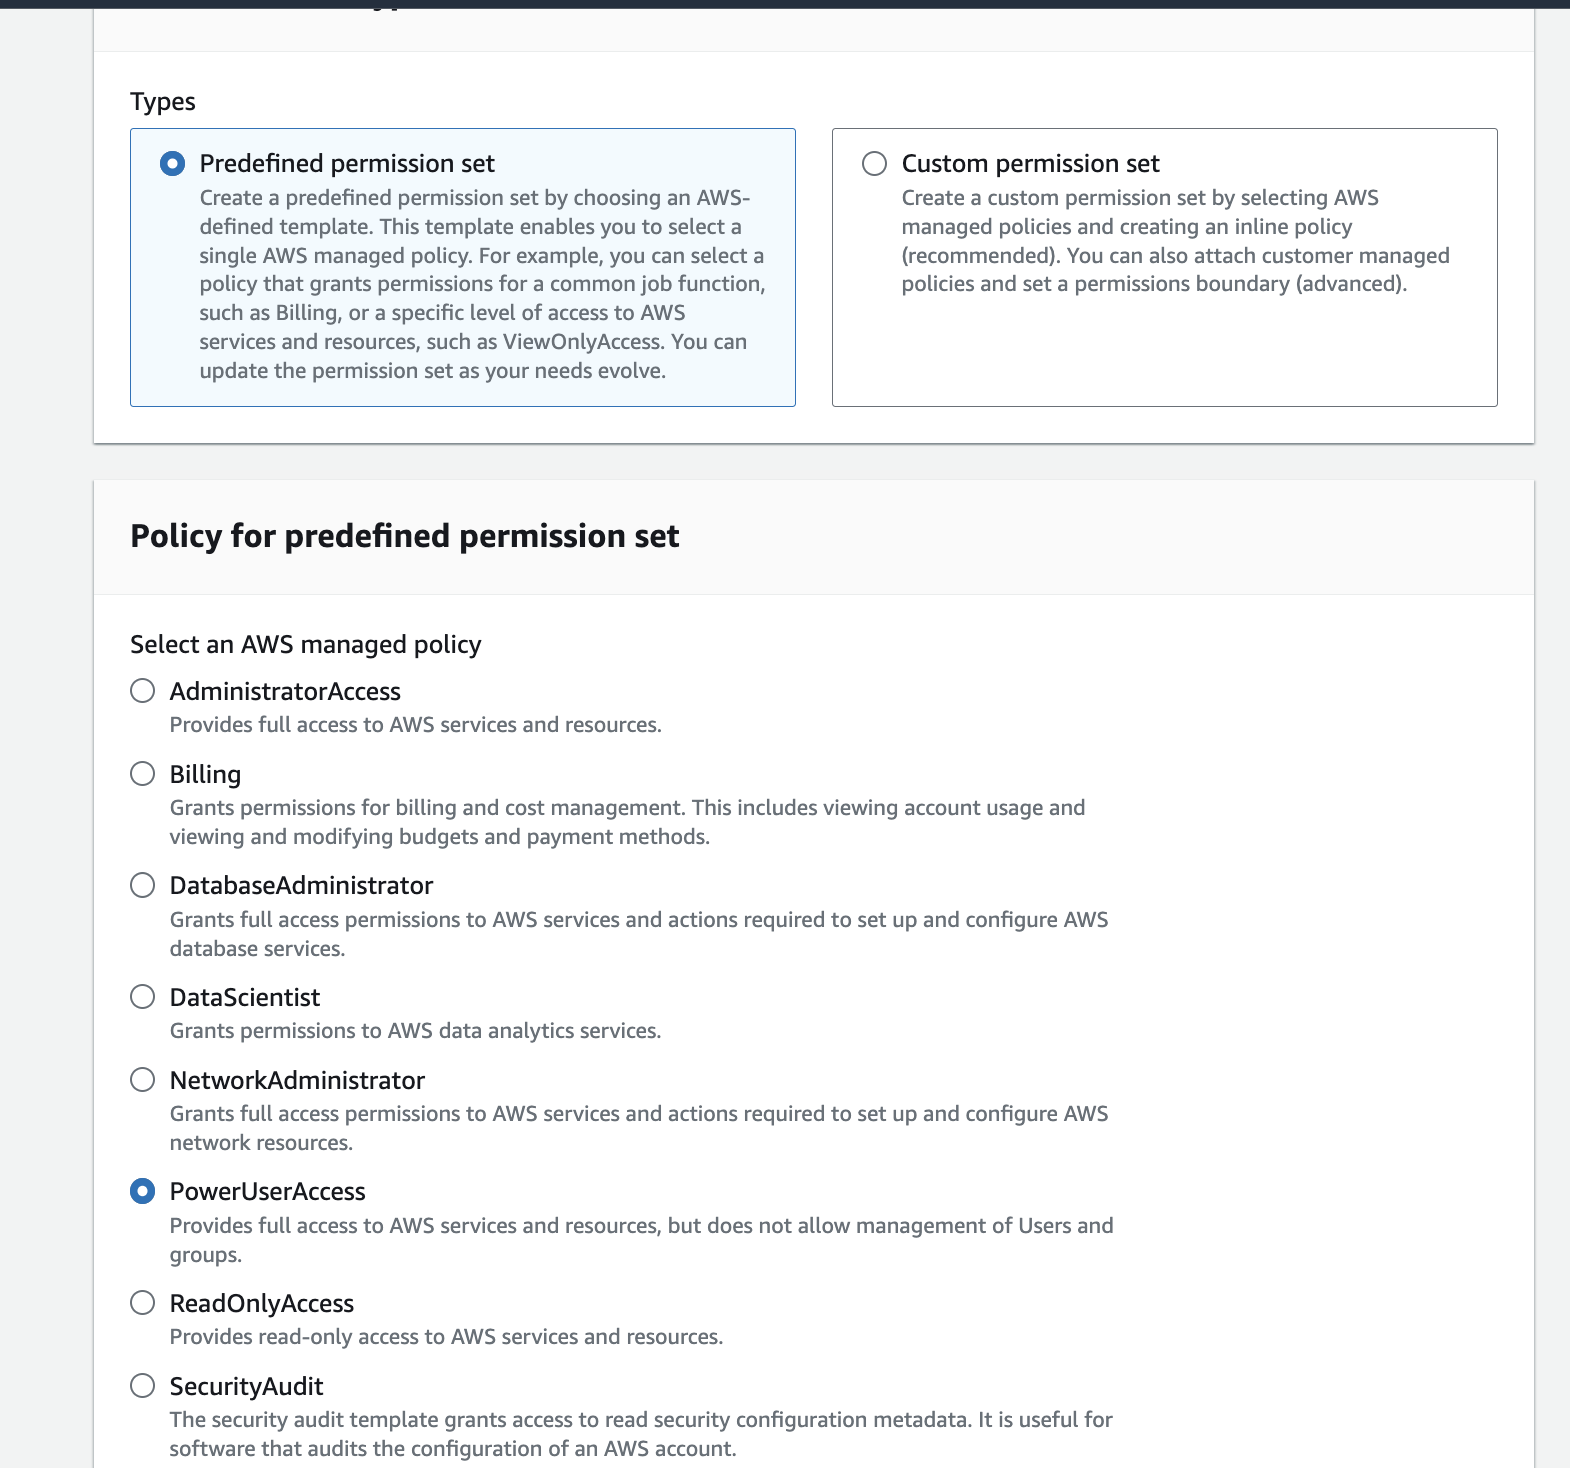 Types
Predefined permission set
Create a predefined permission set by choosing an AWS-
defined template. This template enables you to select a
single AWS managed policy. For example, you can select a
policy that grants permissions for a common job function,
such as Billing, or a specific level of access to AWS
services and resources, such as ViewOnlyAccess. You can
update the permission set as your needs evolve.
Custom permission set
Create a custom permission set by selecting AWS
managed policies and creating an inline policy
(recommended). You can also attach customer managed
policies and set a permissions boundary (advanced).
Policy for predefined permission set
Select an AWS managed policy
AdministratorAccess
Provides full access to AWS services and resources.
Billing
Grants permissions for billing and cost management. This includes viewing account usage and
viewing and modifying budgets and payment methods.
DatabaseAdministrator
Grants full access permissions to AWS services and actions required to set up and configure AWS
database services.
DataScientist
Grants permissions to AWS data analytics services.
NetworkAdministrator
Grants full access permissions to AWS services and actions required to set up and configure AWS
network resources.
PowerUserAccess
Provides full access to AWS services and resources, but does not allow management of Users and
groups.
ReadOnlyAccess
Provides read-only access to AWS services and resources.
SecurityAudit
The security audit template grants access to read security configuration metadata. It is useful for
software that audits the configuration of an AWS account.